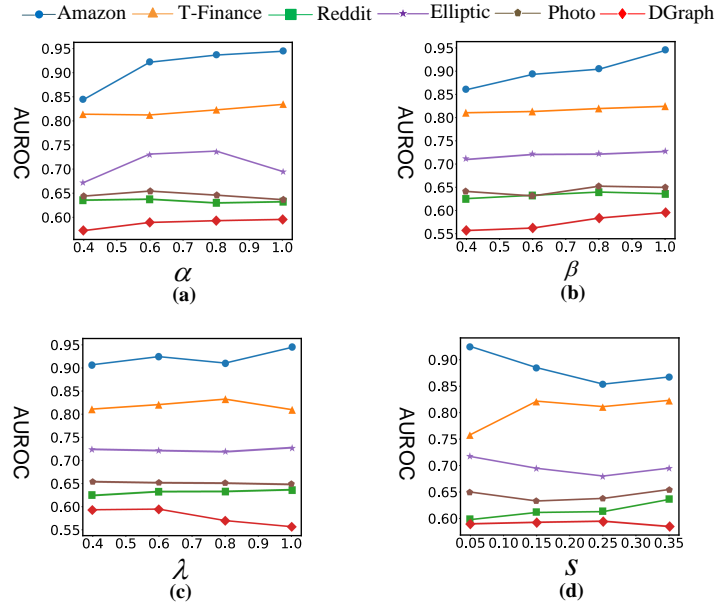 Amazon T-Finance Reddit Elliptic Photo DGraph
0.95
0.90
0.85
0.80
0.75
0.70
0.65
0.60
AUROC
0.4 0.5 0.6 0.7 0.8 0.9 1.0
α
(a)
0.95
0.90
0.85
0.80
0.75
0.70
0.65
0.60
0.55
AUROC
0.4 0.5 0.6 0.7 0.8 0.9 1.0
β
(b)
0.95
0.90
0.85
0.80
0.75
0.70
0.65
0.60
0.55
AUROC
0.4 0.5 0.6 0.7 0.8 0.9 1.0
λ
(c)
0.90
0.85
0.80
0.75
0.70
0.65
0.60
AUROC
0.05 0.10 0.15 0.20 0.25 0.30 0.35
S
(d)